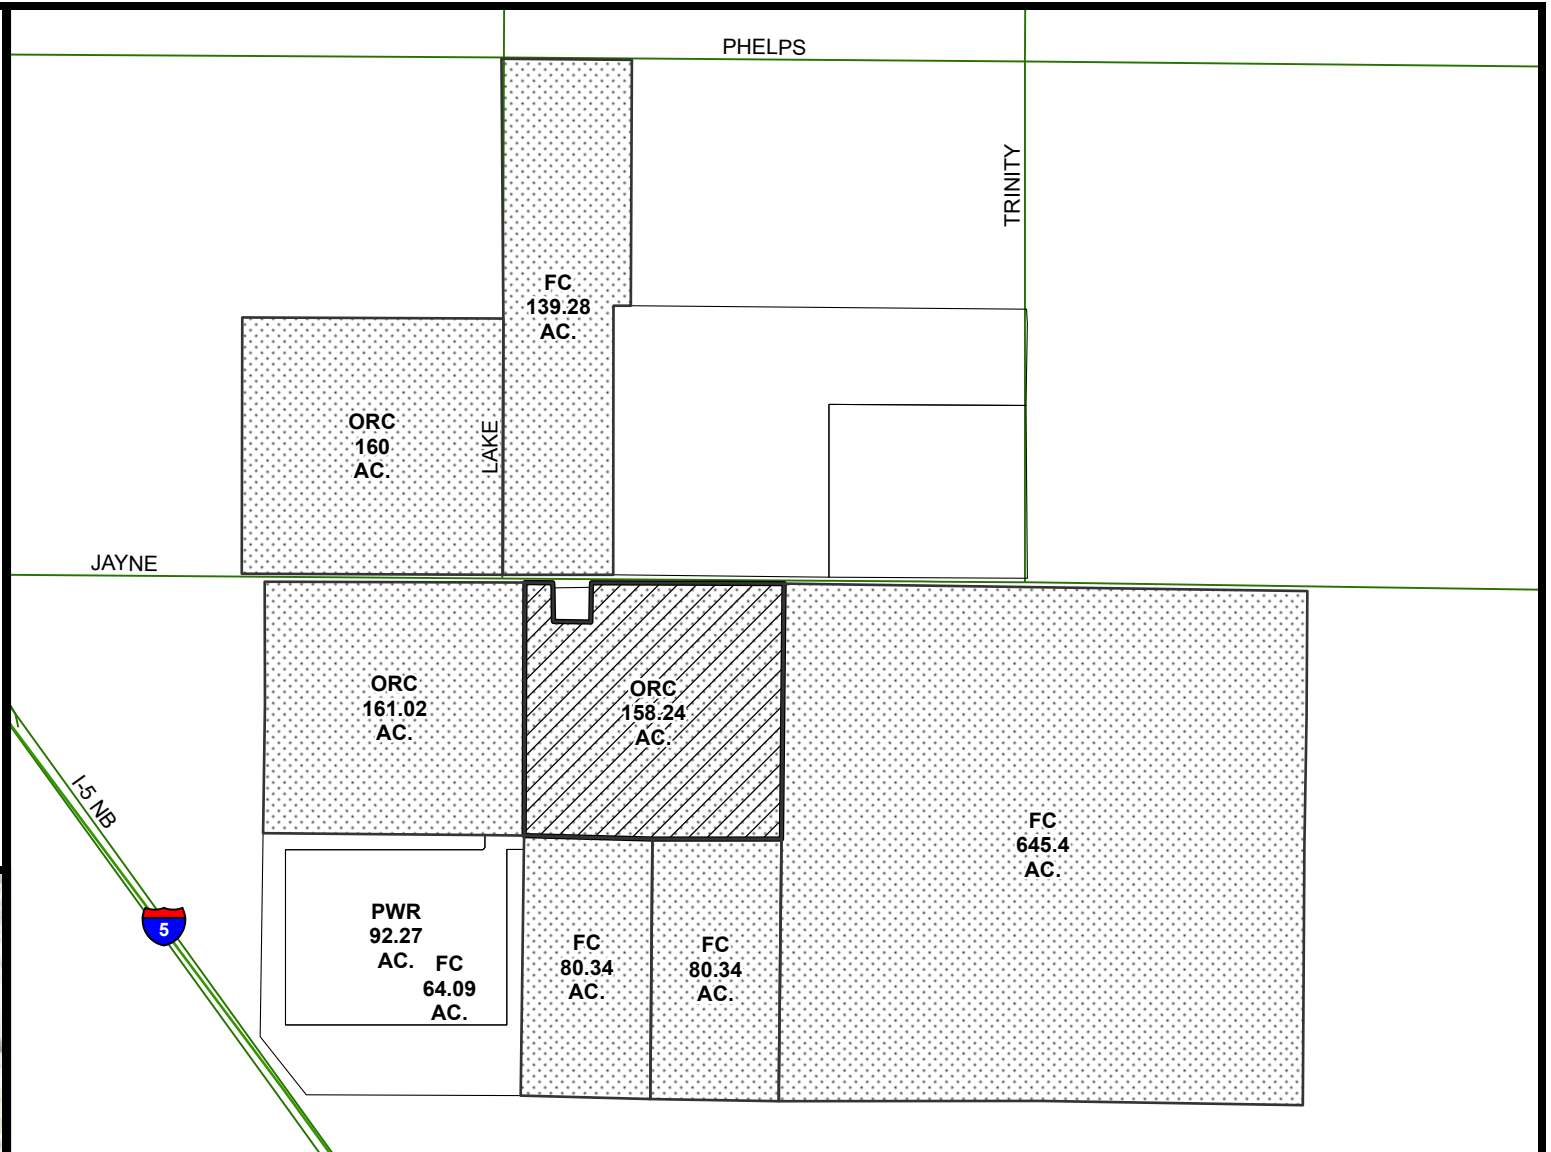 PHELPS
TRINITY
FC
139.28
AC.
ORC
160
AC.
LAKE
JAYNE
ORC
161.02
AC.
ORC
158.24
AC.
I-5 NB
FC
645.4
AC.
5
PWR
92.27
AC.
FC
64.09
AC.
FC
80.34
AC.
FC
80.34
AC.